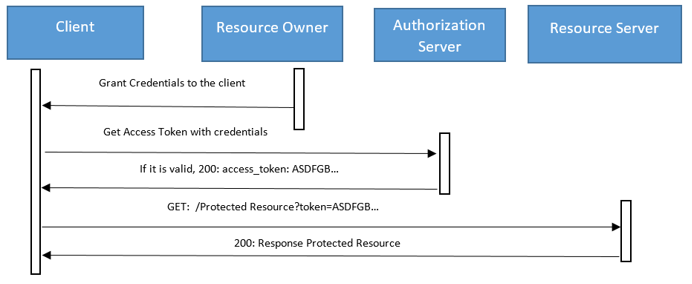 Client
Resource Owner
Authorization
Server
Resource Server
Grant Credentials to the client
Get Access Token with credentials
If it is valid, 200: access_token: ASDFGB...
GET: /Protected Resource?token=ASDFGB...
200: Response Protected Resource